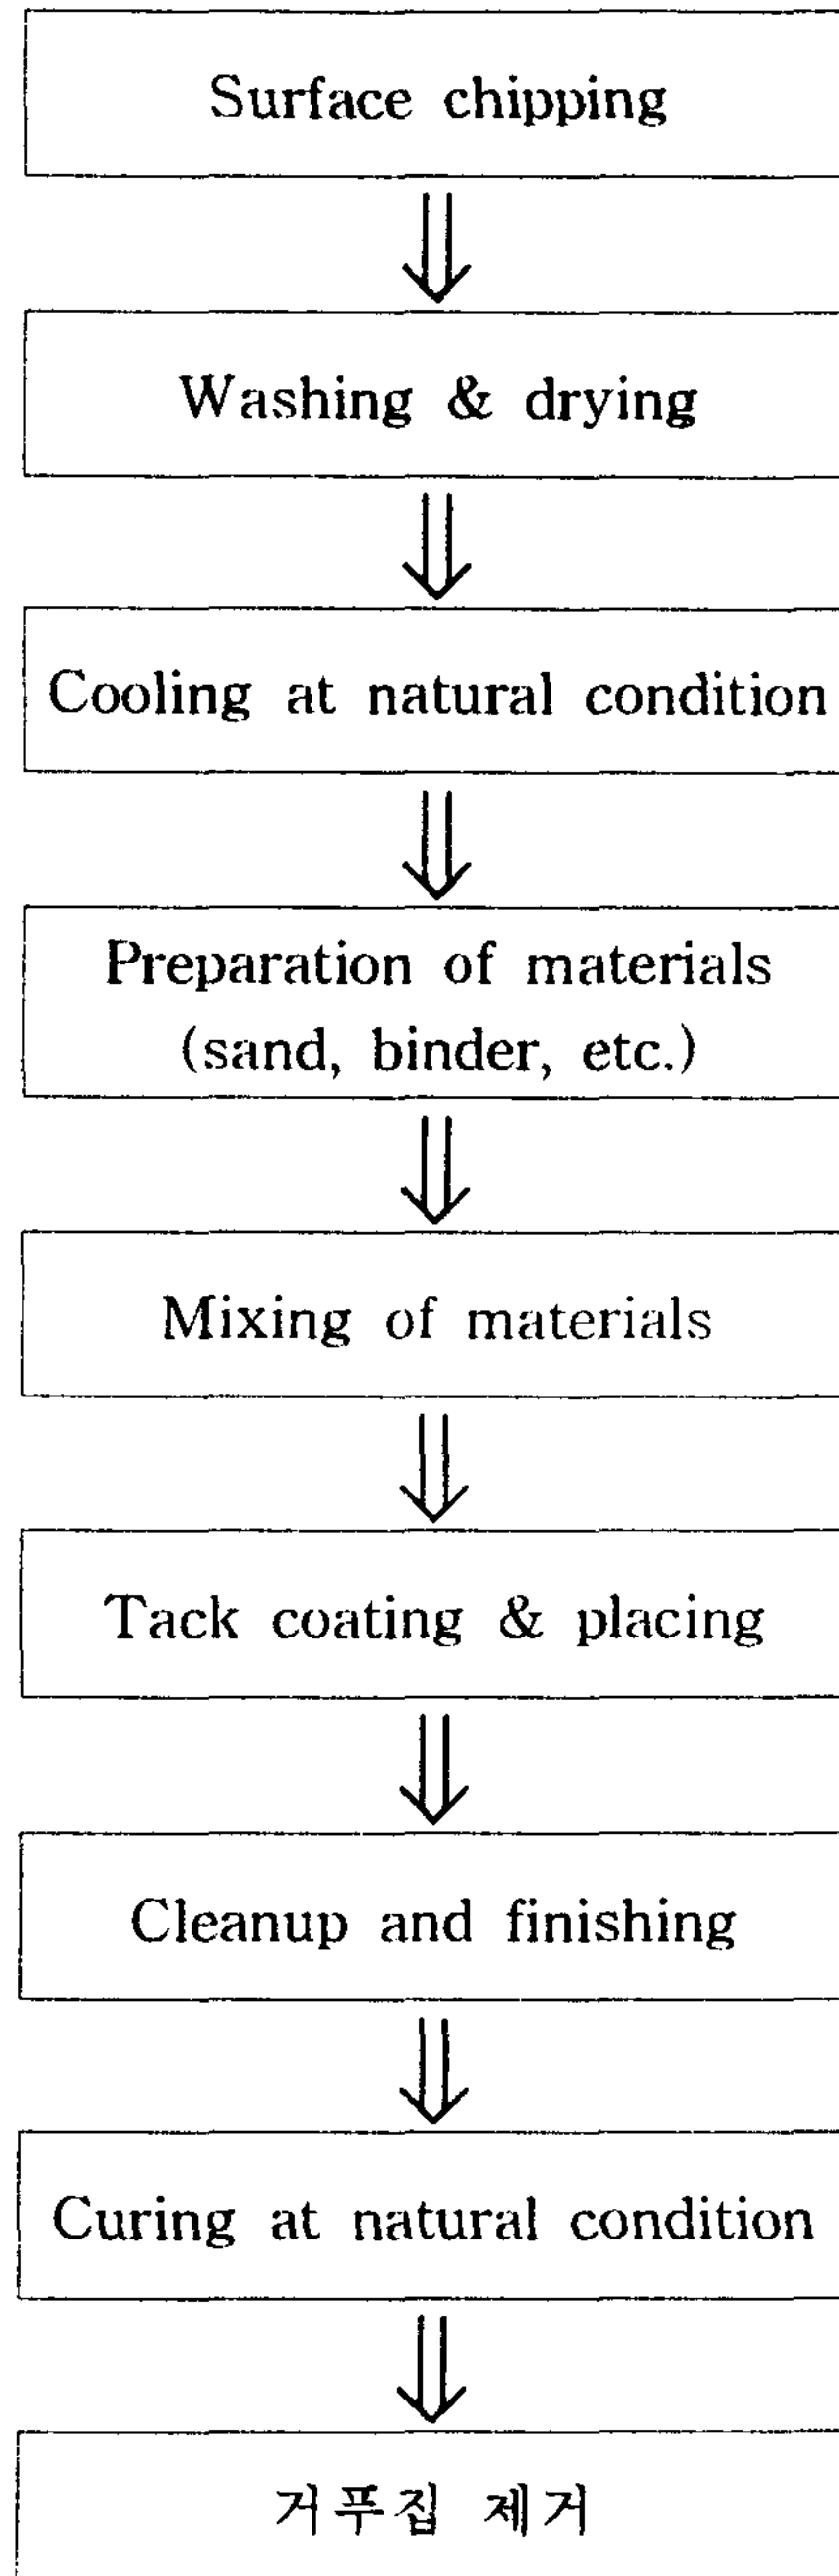 Surface chipping
Washing & drying
Cooling at natural condition
Preparation of materials
(sand, binder, etc.)
Mixing of materials
Tack coating & placing
Cleanup and finishing
Curing at natural condition
거푸집 제거